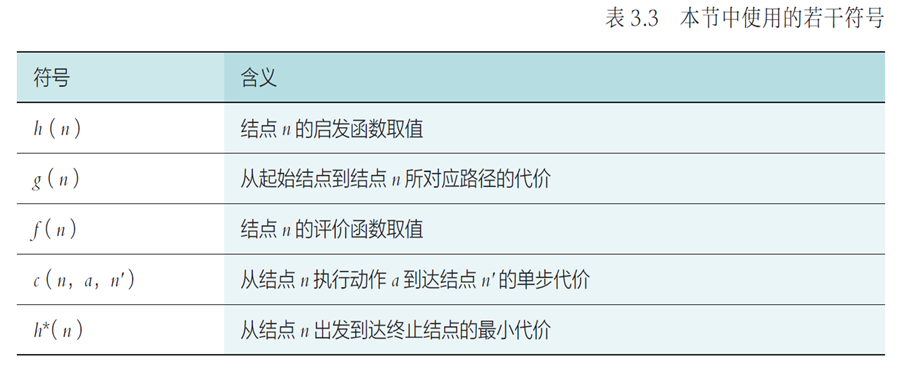 表 3.3 本节中使用的若干符号
符号 含义
h（n） 结点 n 的启发函数取值
g（n） 从起始结点到结点 n 所对应路径的代价
f（n） 结点 n 的评价函数取值
c（n，a，n′） 从结点 n 执行动作 a 到达结点 n′ 的单步代价
h*(n) 从结点 n 出发到达终止结点的最小代价